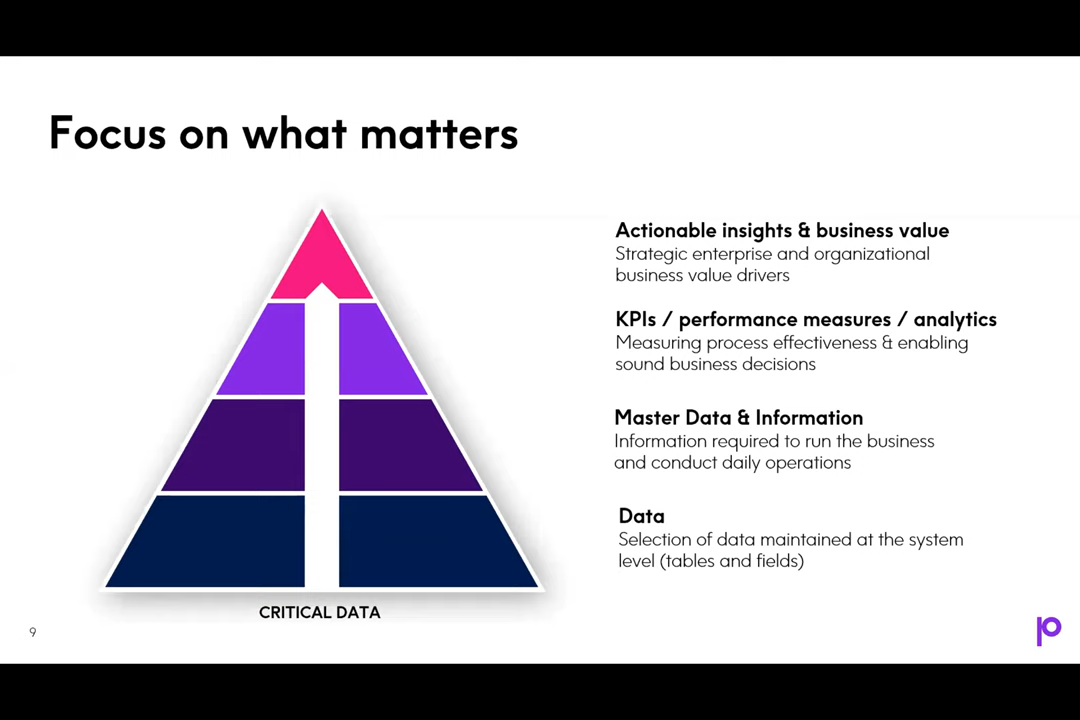 Focus on what matters
Actionable insights & business value
Strategic enterprise and organizational
business value drivers
KPIs / performance measures / analytics
Measuring process effectiveness & enabling
sound business decisions
Master Data & Information
Information required to run the business
and conduct daily operations
Data
Selection of data maintained at the system
level (tables and fields)
CRITICAL DATA
9